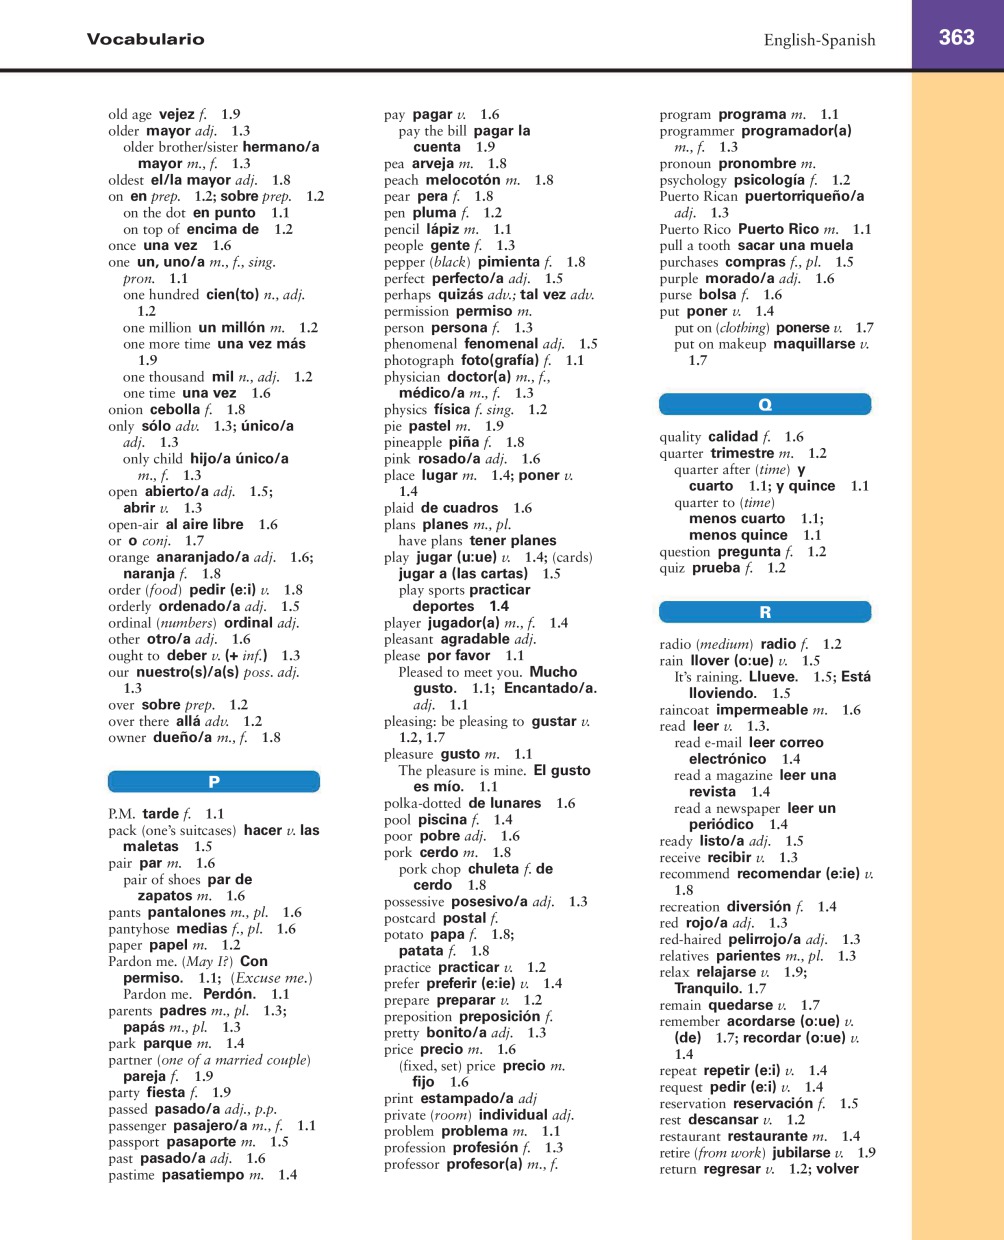 Vocabulario
English-Spanish
363
old age vejez f. 1.9
older mayor adj. 1.3
older brother/sister hermano/a
mayor m., f. 1.3
oldest el/la mayor adj. 1.8
on en prep. 1.2; sobre prep. 1.2
on the dot en punto 1.1
on top of encima de 1.2
once una vez 1.6
one un, uno/a m., f., sing.
pron. 1.1
one hundred cien(to) n., adj.
1.2
one million un millón m. 1.2
one more time una vez más
1.9
one thousand mil n., adj. 1.2
one time una vez 1.6
onion cebolla f. 1.8
only sólo adv. 1.3; único/a
adj. 1.3
only child hijo/a único/a
m., f. 1.3
open abierto/a adj. 1.5;
abrir v. 1.3
open-air al aire libre 1.6
or o conj. 1.7
orange anaranjado/a adj. 1.6;
naranja f. 1.8
order (food) pedir (e:i) v. 1.8
orderly ordenado/a adj. 1.5
ordinal (numbers) ordinal adj.
other otro/a adj. 1.6
ought to deber v. (+ inf.) 1.3
our nuestro(s)/a(s) poss. adj.
1.3
over sobre prep. 1.2
over there allá adv. 1.2
owner dueño/a m., f. 1.8
P
P.M. tarde f. 1.1
pack (one's suitcases) hacer v. las
maletas 1.5
pair par m. 1.6
pair of shoes par de
zapatos m. 1.6
pants pantalones m., pl. 1.6
pantyhose medias f., pl. 1.6
paper papel m. 1.2
Pardon me. (May I?) Con
permiso. 1.1; (Excuse me.)
Pardon me. Perdón. 1.1
parents padres m., pl. 1.3;
papás m., pl. 1.3
park parque m. 1.4
partner (one of a married couple)
pareja f. 1.9
party fiesta f. 1.9
passed pasado/a adj., p.p.
passenger pasajero/a m., f. 1.1
passport pasaporte m. 1.5
past pasado/a adj. 1.6
pastime pasatiempo m. 1.4
pay pagar v. 1.6
pay the bill pagar la
cuenta 1.9
pea arveja m. 1.8
peach melocotón m. 1.8
pear pera f. 1.8
pen pluma f. 1.2
pencil lápiz m. 1.1
people gente f. 1.3
pepper (black) pimienta f. 1.8
perfect perfecto/a adj. 1.5
perhaps quizás adv.; tal vez adv.
permission permiso m.
person persona f. 1.3
phenomenal fenomenal adj. 1.5
photograph foto(grafía) f. 1.1
physician doctor(a) m., f.,
médico/a m., f. 1.3
physics física f. sing. 1.2
pie pastel m. 1.9
pineapple piña f. 1.8
pink rosado/a adj. 1.6
place lugar m. 1.4; poner v.
1.4
plaid de cuadros 1.6
plans planes m., pl.
have plans tener planes
play jugar (u:ue) v. 1.4; (cards)
jugar a (las cartas) 1.5
play sports practicar
deportes 1.4
player jugador(a) m., f. 1.4
pleasant agradable adj.
please por favor 1.1
Pleased to meet you. Mucho
gusto. 1.1; Encantado/a.
adj. 1.1
pleasing: be pleasing to gustar v.
1.2, 1.7
pleasure gusto m. 1.1
The pleasure is mine. El gusto
es mío. 1.1
polka-dotted de lunares 1.6
pool piscina f. 1.4
poor pobre adj. 1.6
pork cerdo m. 1.8
pork chop chuleta f. de
cerdo 1.8
possessive posesivo/a adj. 1.3
postcard postal f.
potato papa f. 1.8;
patata f. 1.8
practice practicar v. 1.2
prefer preferir (e:ie) v. 1.4
prepare preparar v. 1.2
preposition preposición f.
pretty bonito/a adj. 1.3
price precio m. 1.6
(fixed, set) price precio m.
fijo 1.6
print estampado/a adj
private (room) individual adj.
problem problema m. 1.1
profession profesión f. 1.3
professor profesor(a) m., f.
program programa m. 1.1
programmer programador(a)
m., f. 1.3
pronoun pronombre m.
psychology psicología f. 1.2
Puerto Rican puertorriqueño/a
adj. 1.3
Puerto Rico Puerto Rico m. 1.1
pull a tooth sacar una muela
purchases compras f., pl. 1.5
purple morado/a adj. 1.6
purse bolsa f. 1.6
put poner v. 1.4
put on (clothing) ponerse v. 1.7
put on makeup maquillarse v.
1.7
Q
quality calidad f. 1.6
quarter trimestre m. 1.2
quarter after (time) y
cuarto 1.1; y quince 1.1
quarter to (time)
menos cuarto 1.1;
menos quince 1.1
question pregunta f. 1.2
quiz prueba f. 1.2
R
radio (medium) radio f. 1.2
rain llover (o:ue) v. 1.5
It's raining. Llueve. 1.5; Está
lloviendo. 1.5
raincoat impermeable m. 1.6
read leer v. 1.3.
read e-mail leer correo
electrónico 1.4
read a magazine leer una
revista 1.4
read a newspaper leer un
periódico 1.4
ready listo/a adj. 1.5
receive recibir v. 1.3
recommend recomendar (e:ie) v.
1.8
recreation diversión f. 1.4
red rojo/a adj. 1.3
red-haired pelirrojo/a adj. 1.3
relatives parientes m., pl. 1.3
relax relajarse v. 1.9;
Tranquilo. 1.7
remain quedarse v. 1.7
remember acordarse (o:ue) v.
(de) 1.7; recordar (o:ue) v.
1.4
repeat repetir (e:i) v. 1.4
request pedir (e:i) v. 1.4
reservation reservación f. 1.5
rest descansar v. 1.2
restaurant restaurante m. 1.4
retire (from work) jubilarse v. 1.9
return regresar v. 1.2; volver